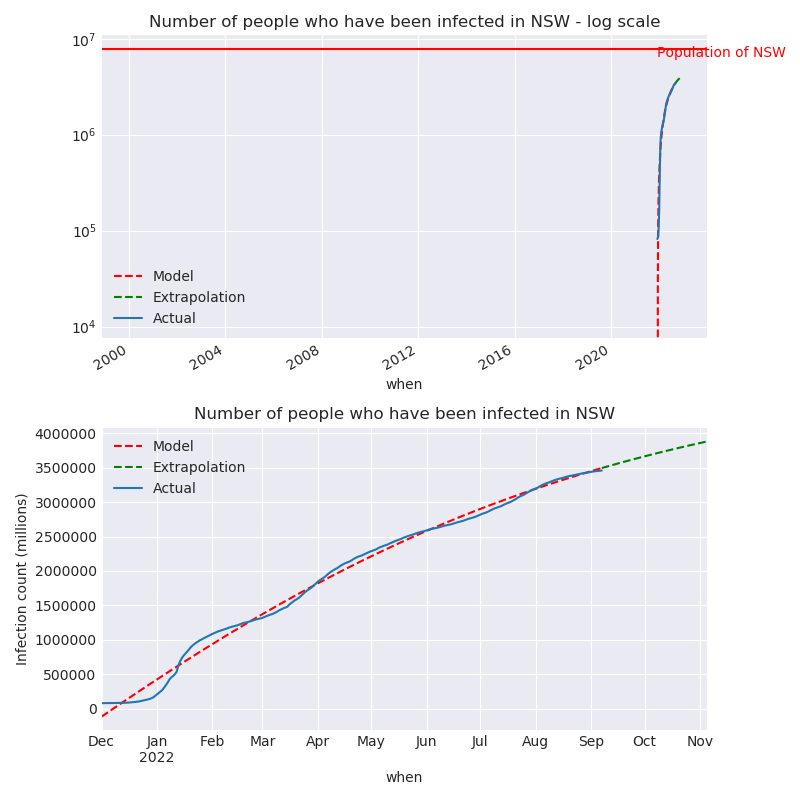 Number of people who have been infected in NSW - log scale
10^7
Population of NSW
10^6
10^5
10^4
Model
Extrapolation
Actual
2000 2004 2008 2012 2016 2020
when
Number of people who have been infected in NSW
4000000
3500000
3000000
2500000
2000000
1500000
1000000
500000
0
Infection count (millions)
Model
Extrapolation
Actual
Dec Jan Feb Mar Apr May Jun Jul Aug Sep Oct Nov
2022
when